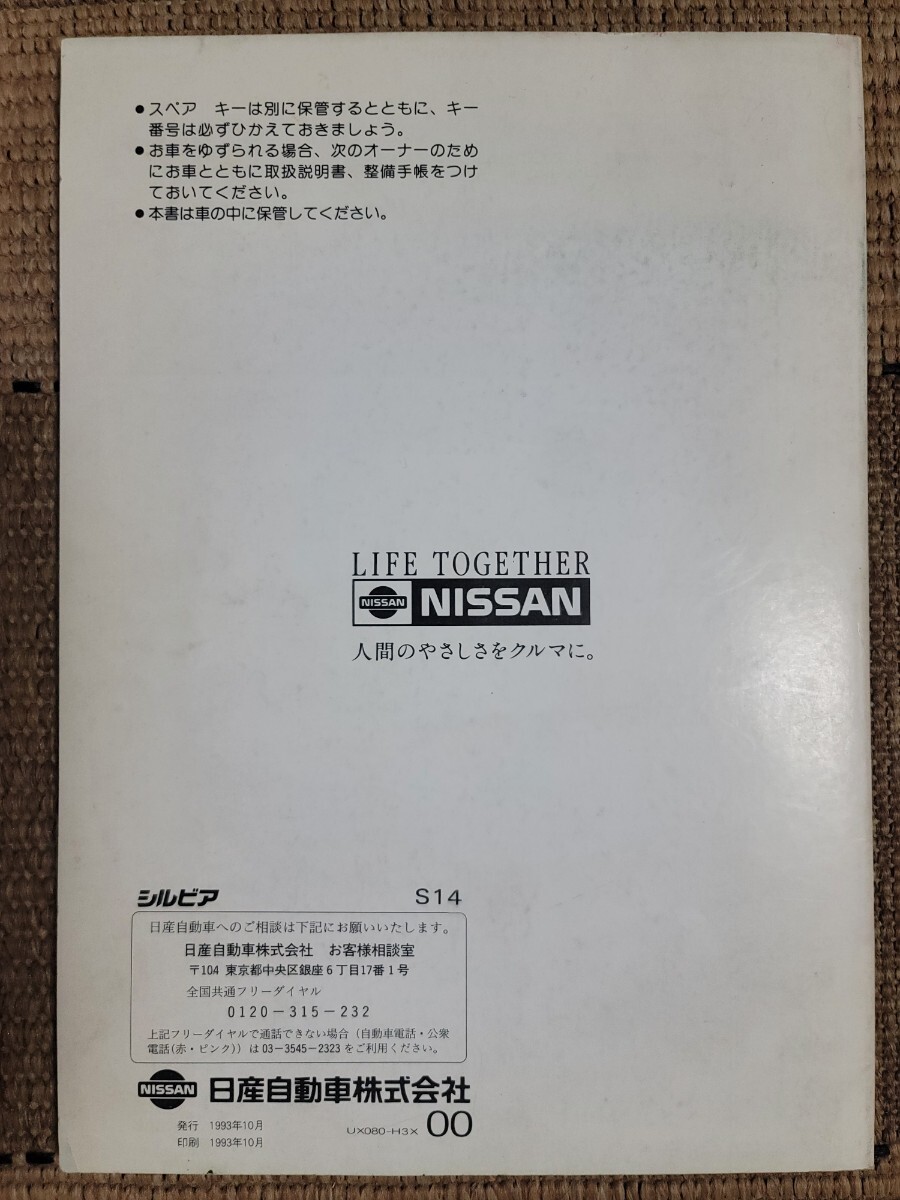 ●スペア　キーは別に保管するとともに、キー
番号は必ずひかえておきましょう。
●お車をゆずられる場合、次のオーナーのため
にお車とともに取扱説明書、整備手帳をつけ
ておいてください。
●本書は車の中に保管してください。
LIFE TOGETHER
NISSAN NISSAN
人間のやさしさをクルマに。
シルビア S14
日産自動車へのご相談は下記にお願いいたします。
日産自動車株式会社　お客様相談室
〒104 東京都中央区銀座6丁目17番1号
全国共通フリーダイヤル
0120－315－232
上記フリーダイヤルで通話できない場合（自動車電話・公衆
電話(赤・ピンク)）は03－3545－2323をご利用ください。
NISSAN 日産自動車株式会社
発行 1993年10月 UX080-H3X 00
印刷 1993年10月